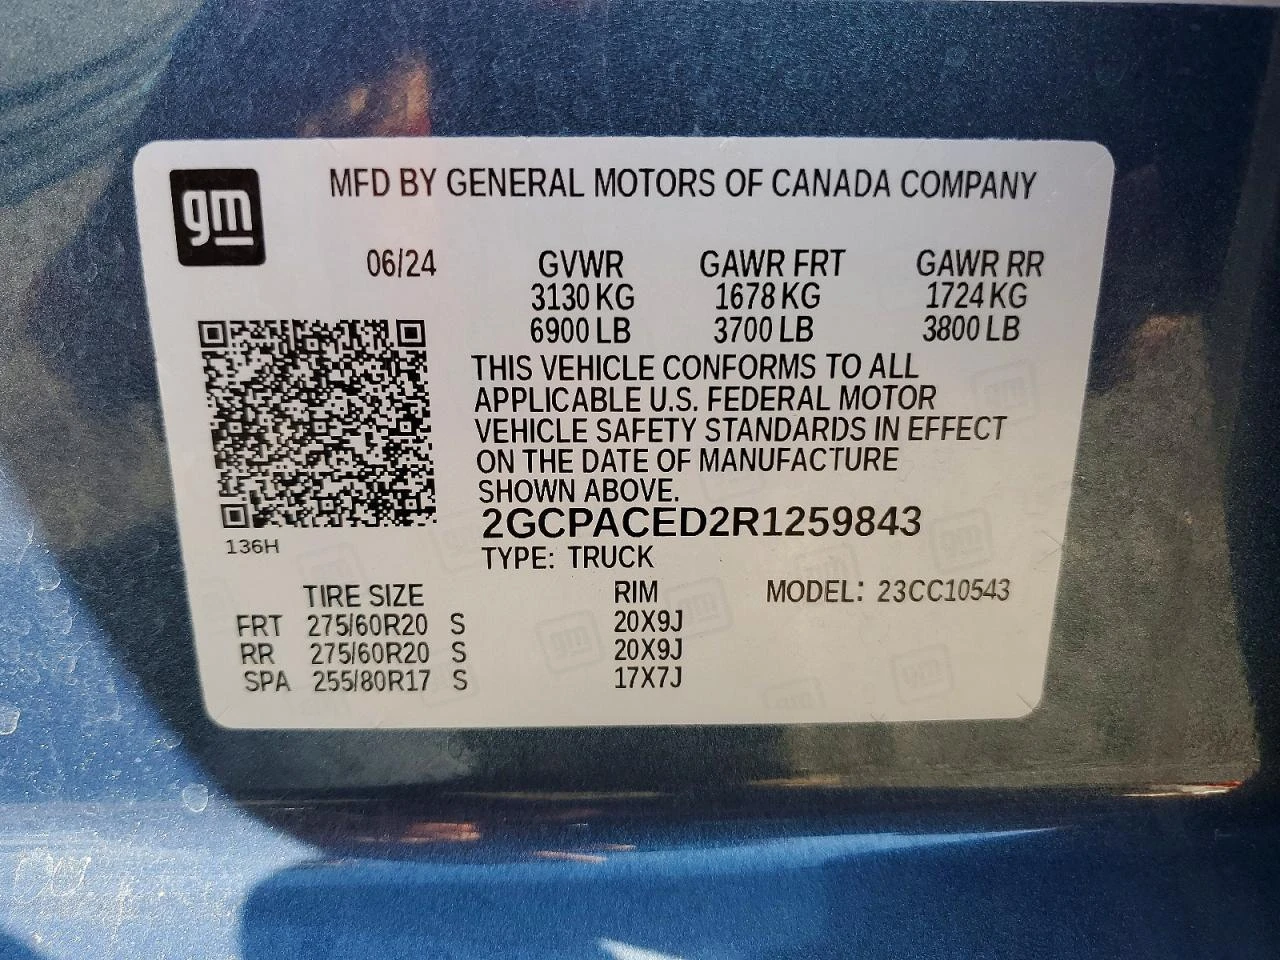 gm
MFD BY GENERAL MOTORS OF CANADA COMPANY
06/24 GVWR GAWR FRT GAWR RR
3130 KG 1678 KG 1724 KG
6900 LB 3700 LB 3800 LB
THIS VEHICLE CONFORMS TO ALL
APPLICABLE U.S. FEDERAL MOTOR
VEHICLE SAFETY STANDARDS IN EFFECT
ON THE DATE OF MANUFACTURE
SHOWN ABOVE.
2GCPACED2R1259843
136H
TYPE: TRUCK
TIRE SIZE RIM MODEL: 23CC10543
FRT 275/60R20 S 20X9J
RR 275/60R20 S 20X9J
SPA 255/80R17 S 17X7J